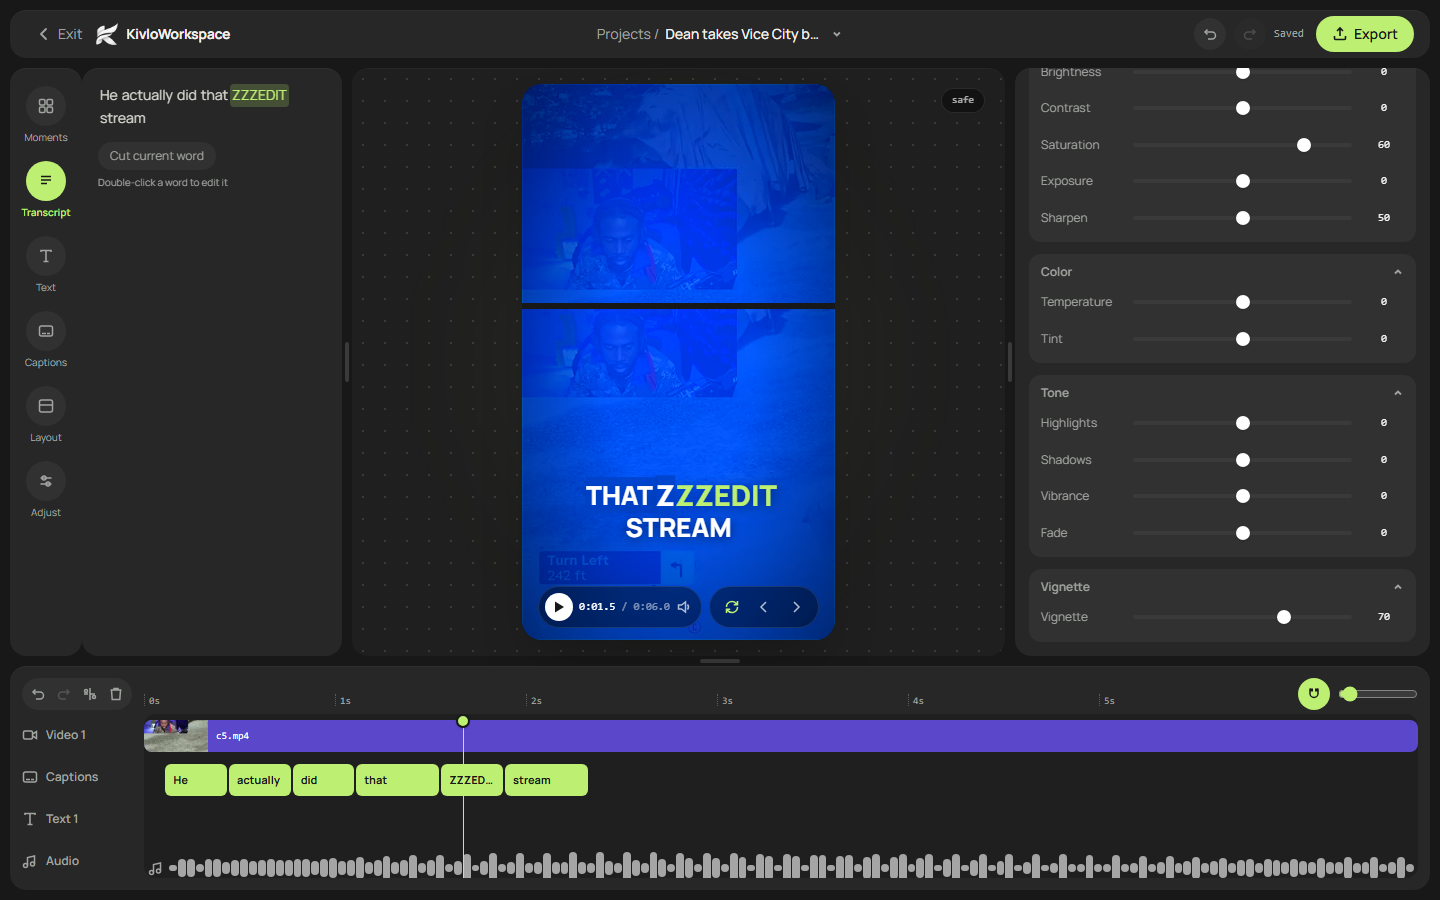 Exit
KivloWorkspace
Projects / Dean takes Vice City b...
Saved
Export
Moments
Transcript
Text
Captions
Layout
Adjust
He actually did that ZZZEDIT
stream
Cut current word
Double-click a word to edit it
safe
THAT ZZZEDIT
STREAM
Turn Left
242 ft
0:01.5 / 0:06.0
Brightness 0
Contrast 0
Saturation 60
Exposure 0
Sharpen 50
Color
Temperature 0
Tint 0
Tone
Highlights 0
Shadows 0
Vibrance 0
Fade 0
Vignette
Vignette 70
0s 1s 2s 3s 4s 5s
Video 1
c5.mp4
Captions
He actually did that ZZZED... stream
Text 1
Audio